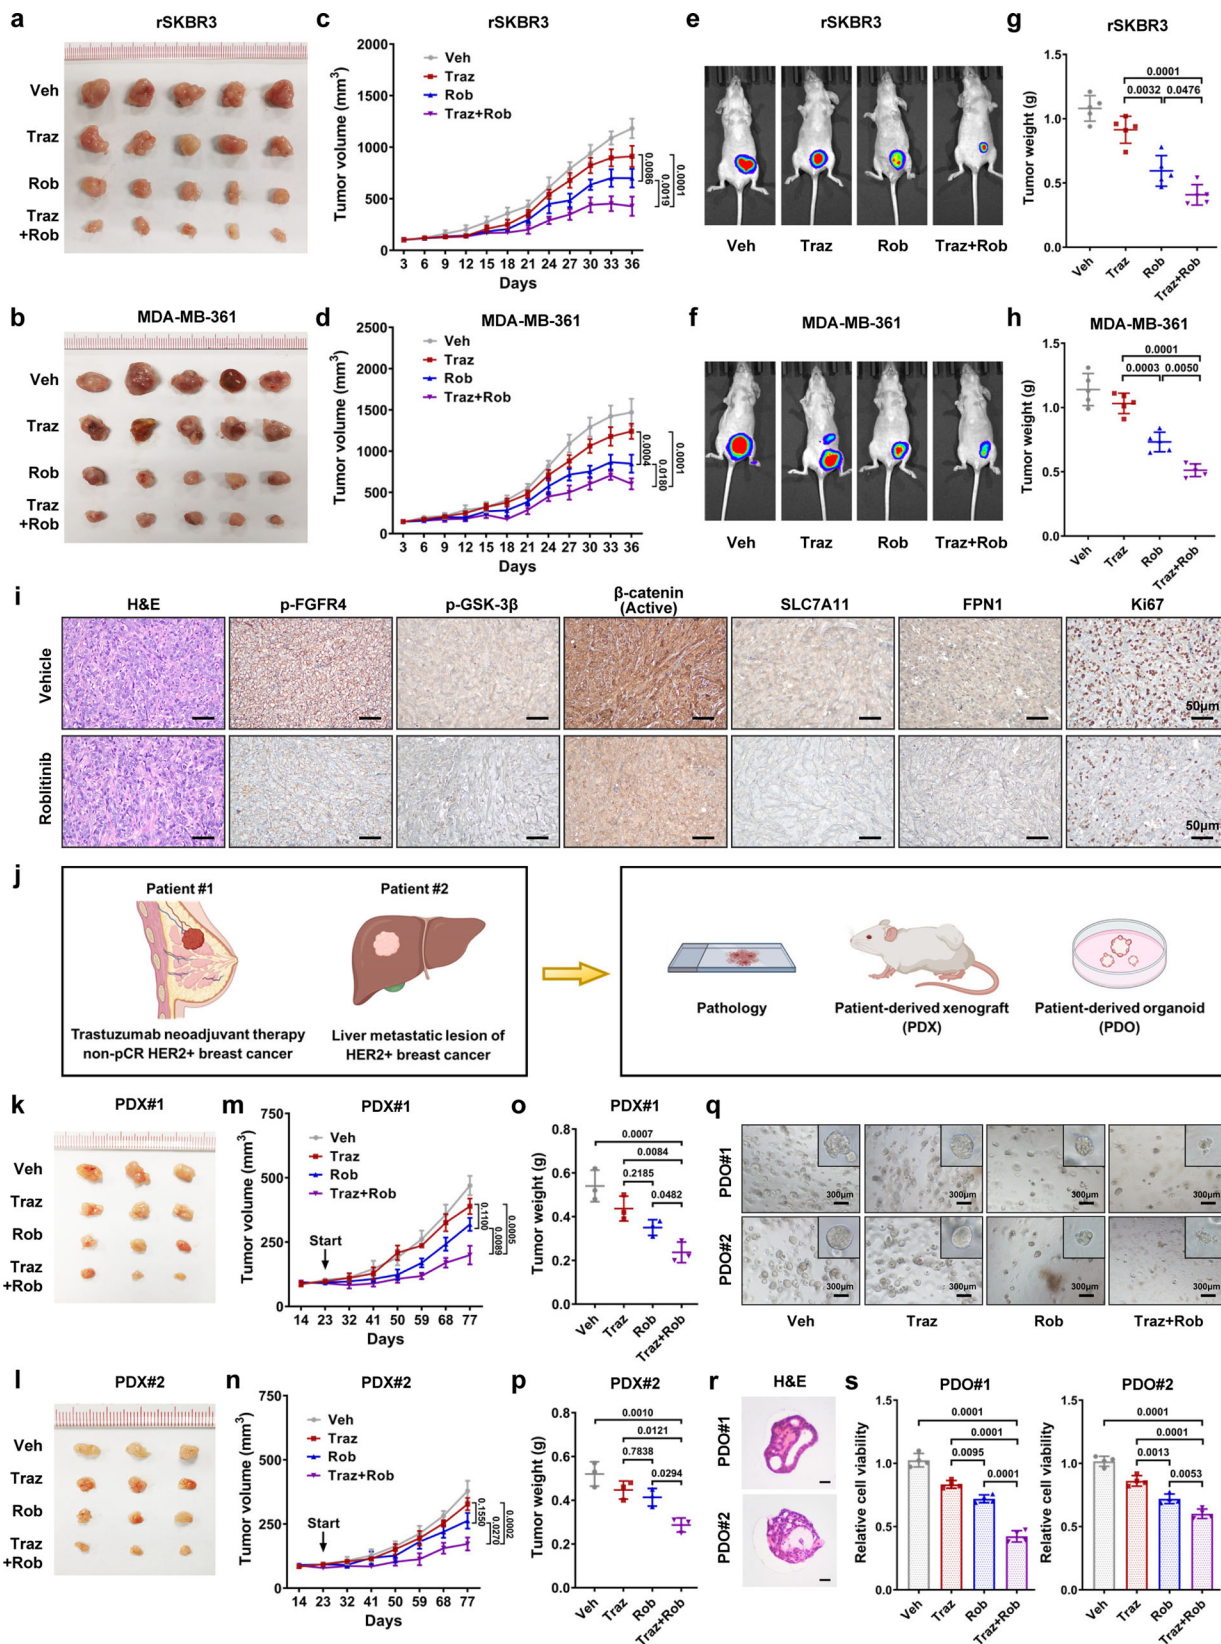 a
rSKBR3
Veh
Traz
Rob
Traz
+Rob
c
rSKBR3
Tumor volume (mm³)
2000
1500
1000
500
0
Veh
Traz
Rob
Traz+Rob
0.0086
0.0019
0.0001
3 6 9 12 15 18 21 24 27 30 33 36
Days
e
rSKBR3
Veh
Traz
Rob
Traz+Rob
g
rSKBR3
Tumor weight (g)
1.5
1.0
0.5
0.0
0.0001
0.0032
0.0476
Veh
Traz
Rob
Traz+Rob
b
MDA-MB-361
Veh
Traz
Rob
Traz
+Rob
d
MDA-MB-361
Tumor volume (mm³)
2500
2000
1500
1000
500
0
Veh
Traz
Rob
Traz+Rob
0.0004
0.0180
0.0001
3 6 9 12 15 18 21 24 27 30 33 36
Days
f
MDA-MB-361
Veh
Traz
Rob
Traz+Rob
h
MDA-MB-361
Tumor weight (g)
1.5
1.0
0.5
0.0
0.0001
0.0003
0.0050
Veh
Traz
Rob
Traz+Rob
i
H&E
p-FGFR4
p-GSK-3β
β-catenin
(Active)
SLC7A11
FPN1
Ki67
Vehicle
50μm
Roblitinib
50μm
j
Patient #1
Patient #2
Trastuzumab neoadjuvant therapy
non-pCR HER2+ breast cancer
Liver metastatic lesion of
HER2+ breast cancer
Pathology
Patient-derived xenograft
(PDX)
Patient-derived organoid
(PDO)
k
PDX#1
Veh
Traz
Rob
Traz
+Rob
m
PDX#1
Tumor volume (mm³)
750
500
250
0
Veh
Traz
Rob
Traz+Rob
Start
0.1100
0.0089
0.0005
14 23 32 41 50 59 68 77
Days
o
PDX#1
Tumor weight (g)
0.8
0.6
0.4
0.2
0.0
0.0007
0.0084
0.2185
0.0482
Veh
Traz
Rob
Traz+Rob
q
PDO#1
300μm
300μm
300μm
300μm
PDO#2
300μm
300μm
300μm
300μm
Veh
Traz
Rob
Traz+Rob
l
PDX#2
Veh
Traz
Rob
Traz
+Rob
n
PDX#2
Tumor volume (mm³)
750
500
250
0
Veh
Traz
Rob
Traz+Rob
Start
0.1550
0.0270
0.0002
14 23 32 41 50 59 68 77
Days
p
PDX#2
Tumor weight (g)
0.8
0.6
0.4
0.2
0.0
0.0010
0.0121
0.7838
0.0294
Veh
Traz
Rob
Traz+Rob
r
H&E
PDO#1
PDO#2
s
PDO#1
Relative cell viability
1.5
1.0
0.5
0.0
0.0001
0.0001
0.0095
0.0001
Veh
Traz
Rob
Traz+Rob
PDO#2
Relative cell viability
1.5
1.0
0.5
0.0
0.0001
0.0001
0.0013
0.0053
Veh
Traz
Rob
Traz+Rob